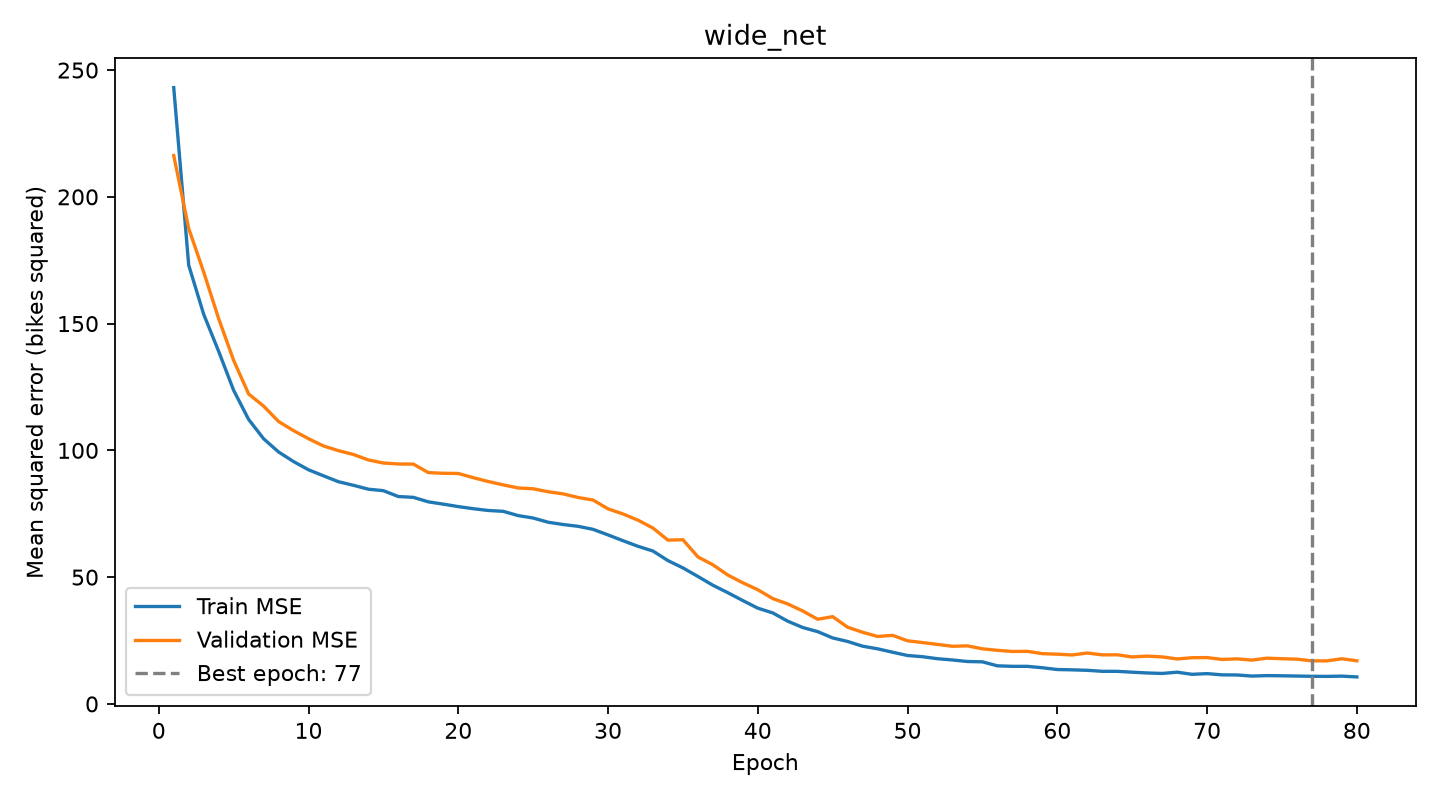 wide_net
Mean squared error (bikes squared)
250
200
150
100
50
0
Train MSE
Validation MSE
Best epoch: 77
0 10 20 30 40 50 60 70 80
Epoch